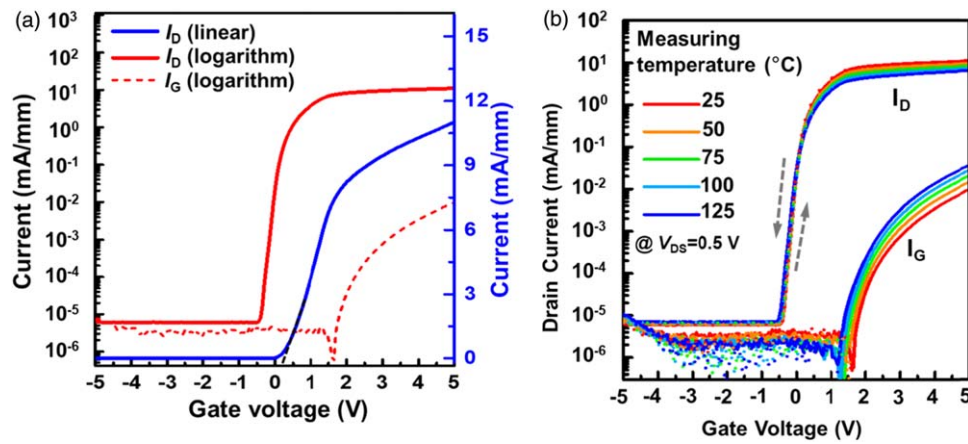 (a)
I_D (linear)
I_D (logarithm)
I_G (logarithm)
Current (mA/mm)
10^3
10^2
10^1
10^0
10^-1
10^-2
10^-3
10^-4
10^-5
10^-6
15
12
9
6
3
0
Current (mA/mm)
-5 -4 -3 -2 -1 0 1 2 3 4 5
Gate voltage (V)
(b)
Measuring
temperature (°C)
25
50
75
100
125
@ V_DS=0.5 V
I_D
I_G
Drain Current (mA/mm)
10^3
10^2
10^1
10^0
10^-1
10^-2
10^-3
10^-4
10^-5
10^-6
-5 -4 -3 -2 -1 0 1 2 3 4 5
Gate Voltage (V)